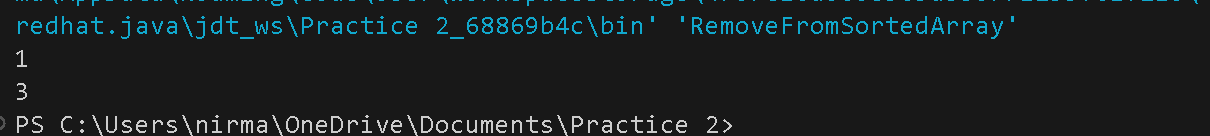 redhat.java\jdt_ws\Practice 2_68869b4c\bin' 'RemoveFromSortedArray'
1
3
PS C:\Users\nirma\OneDrive\Documents\Practice 2>